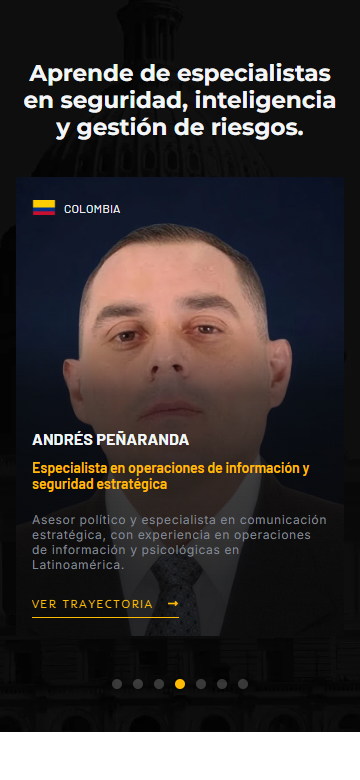 Aprende de especialistas
en seguridad, inteligencia
y gestión de riesgos.
COLOMBIA
ANDRÉS PEÑARANDA
Especialista en operaciones de información y
seguridad estratégica
Asesor político y especialista en comunicación
estratégica, con experiencia en operaciones
de información y psicológicas en
Latinoamérica.
VER TRAYECTORIA